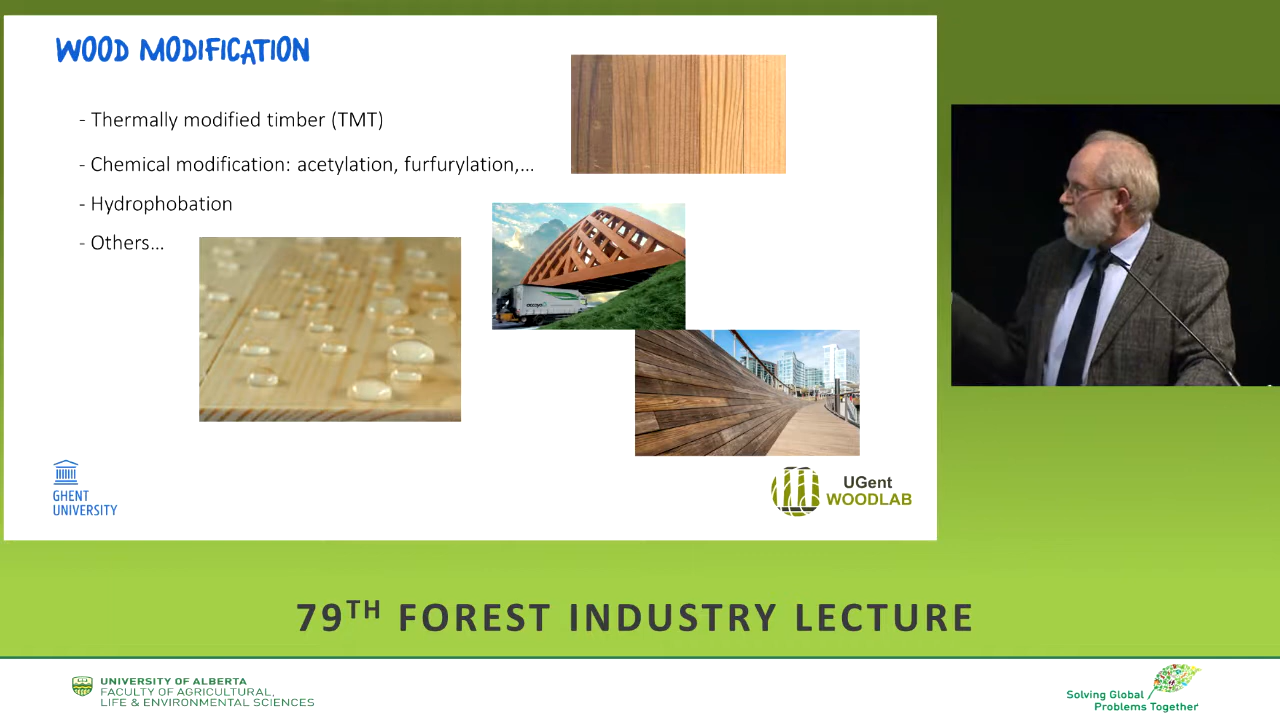 WOOD MODIFICATION
- Thermally modified timber (TMT)
- Chemical modification: acetylation, furfurylation,...
- Hydrophobation
- Others...
GHENT
UNIVERSITY
UGent
WOODLAB
79TH FOREST INDUSTRY LECTURE
UNIVERSITY OF ALBERTA
FACULTY OF AGRICULTURAL,
LIFE & ENVIRONMENTAL SCIENCES
Solving Global
Problems Together